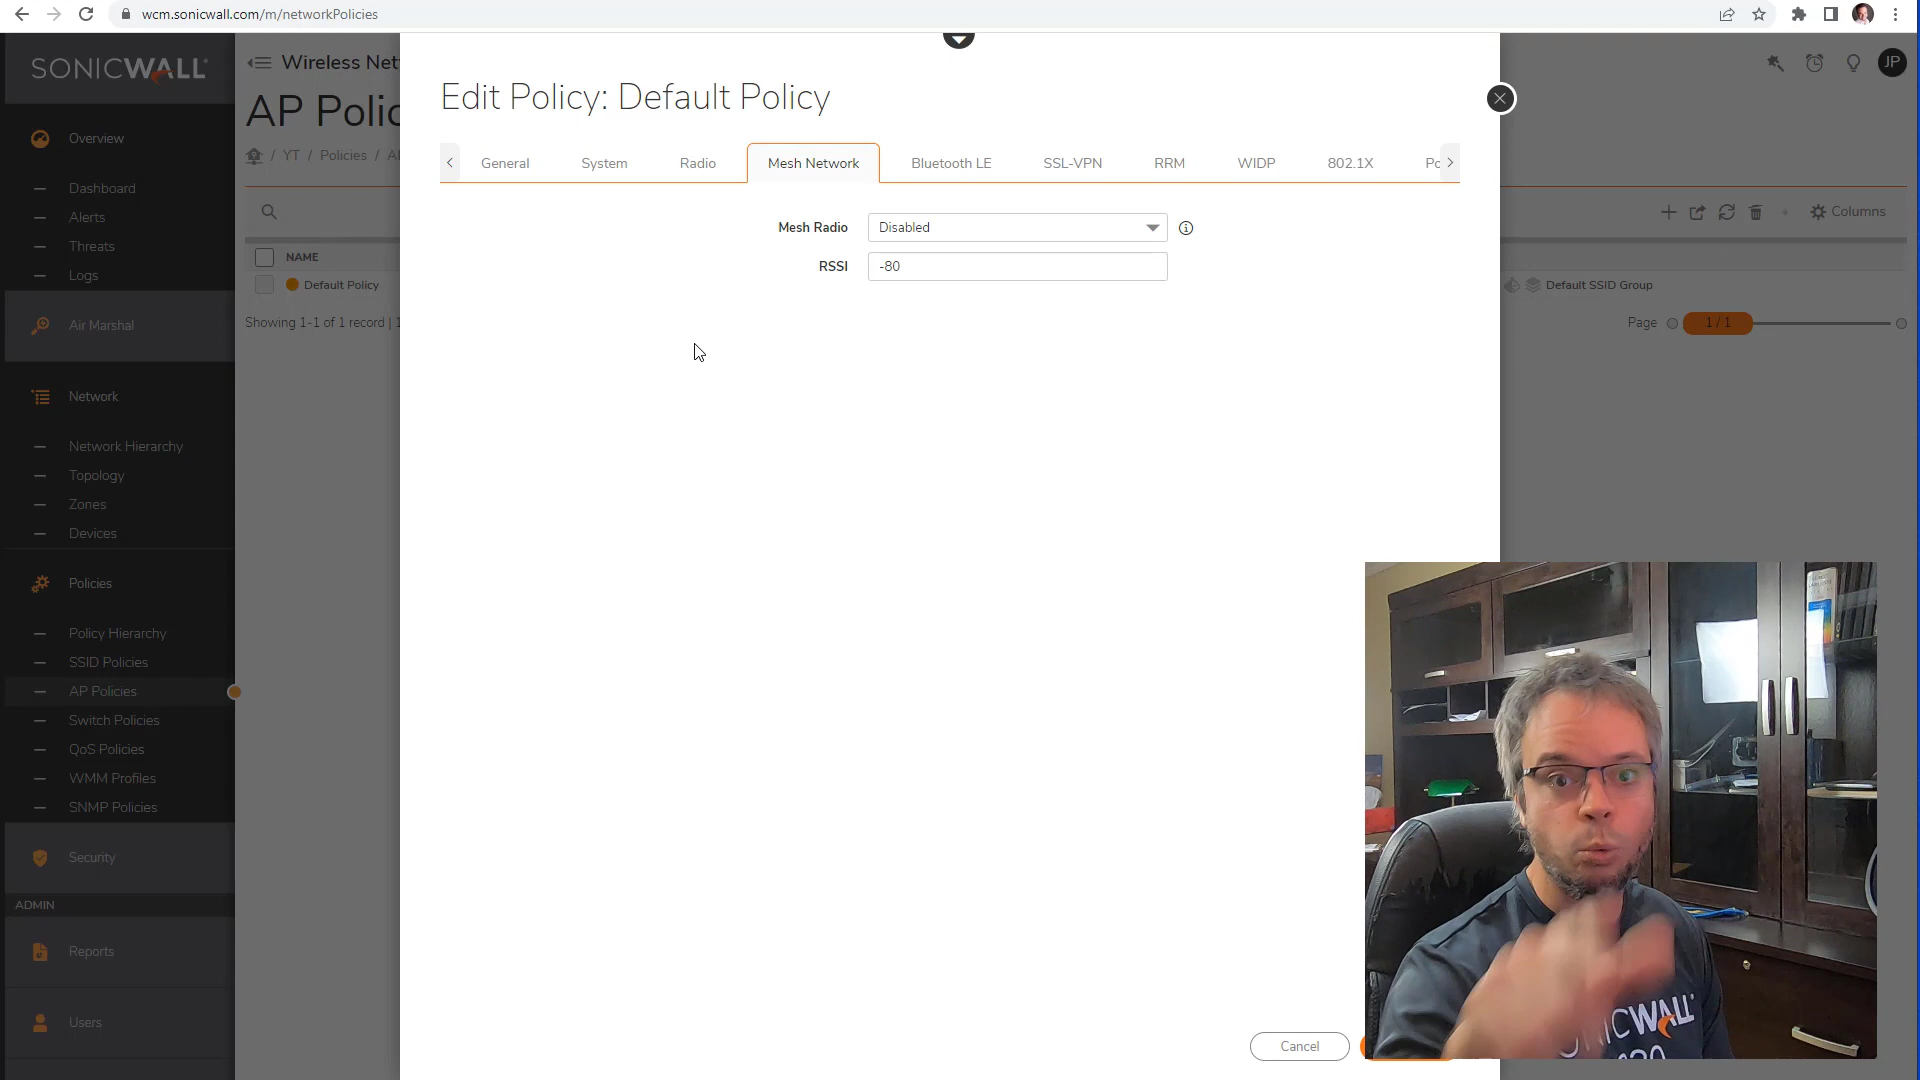 wcm.sonicwall.com/m/networkPolicies
SONICWALL
Wireless Net
JP
AP Polic
/ YT / Policies / A
Edit Policy: Default Policy
General
System
Radio
Mesh Network
Bluetooth LE
SSL-VPN
RRM
WIDP
802.1X
Po
Mesh Radio
Disabled
RSSI
-80
Columns
NAME
Default Policy
Default SSID Group
Showing 1-1 of 1 record | 1
Page
1 / 1
Overview
Dashboard
Alerts
Threats
Logs
Air Marshal
Network
Network Hierarchy
Topology
Zones
Devices
Policies
Policy Hierarchy
SSID Policies
AP Policies
Switch Policies
QoS Policies
WMM Profiles
SNMP Policies
Security
ADMIN
Reports
Users
Cancel